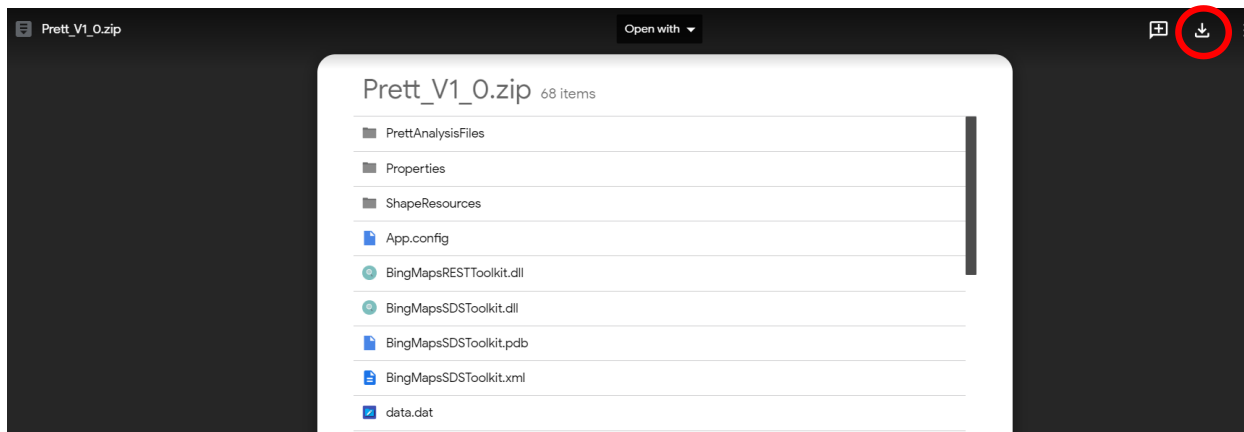 Prett_V1_0.zip
Open with
Prett_V1_0.zip 68 items
PrettAnalysisFiles
Properties
ShapeResources
App.config
BingMapsRESTToolkit.dll
BingMapsSDSToolkit.dll
BingMapsSDSToolkit.pdb
BingMapsSDSToolkit.xml
data.dat